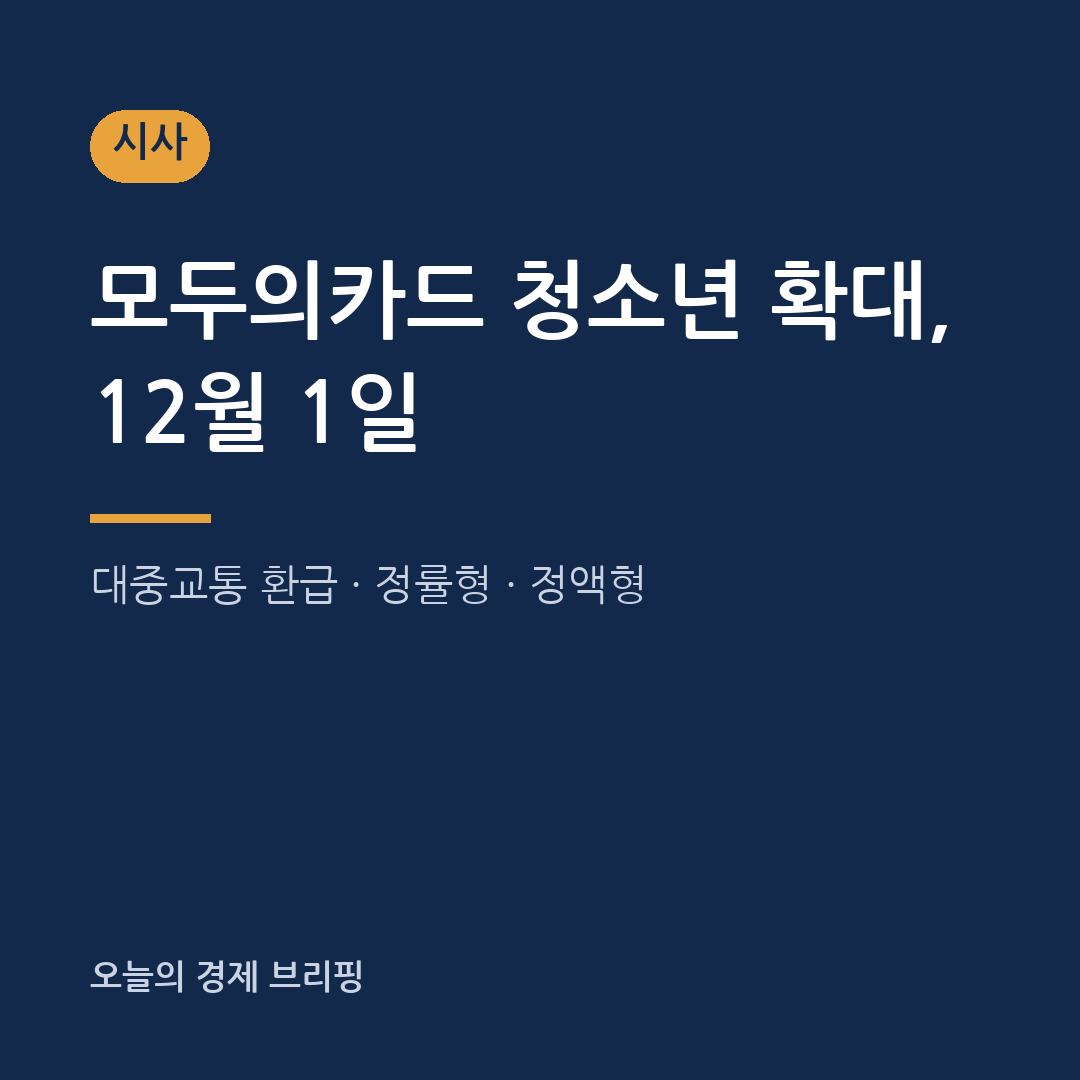 시사
모두의카드 청소년 확대,
12월 1일
대중교통 환급 · 정률형 · 정액형
오늘의 경제 브리핑